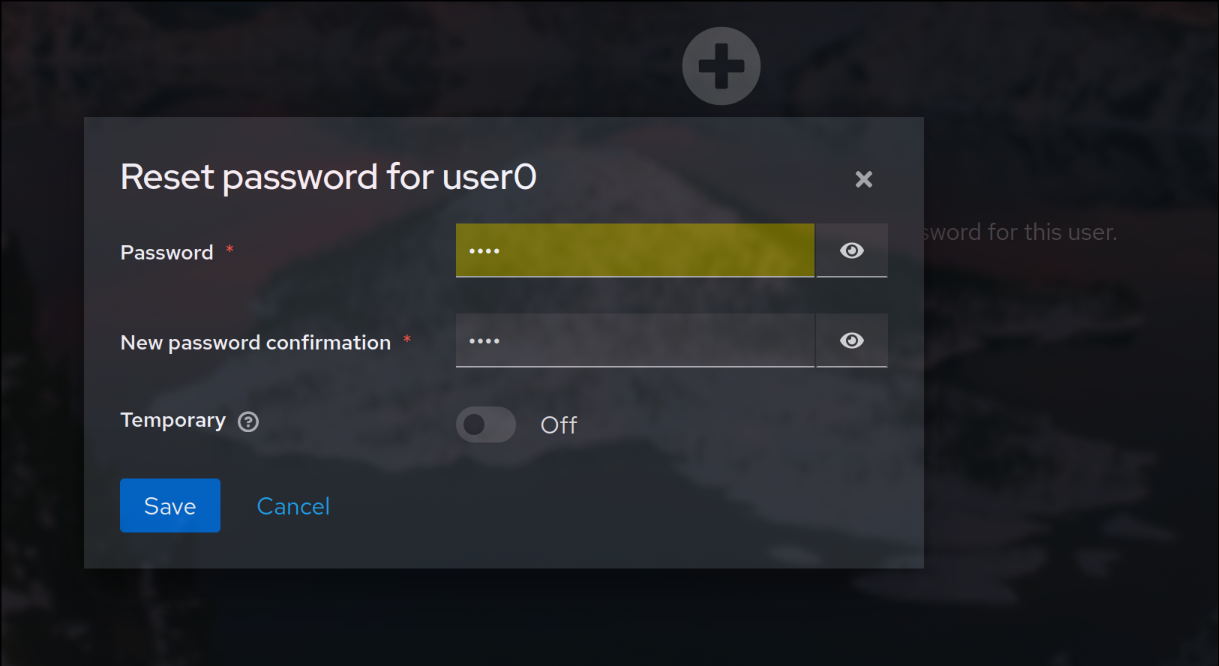 Reset password for user0
sword for this user.
Password *
••••
New password confirmation *
••••
Temporary
Off
Save
Cancel